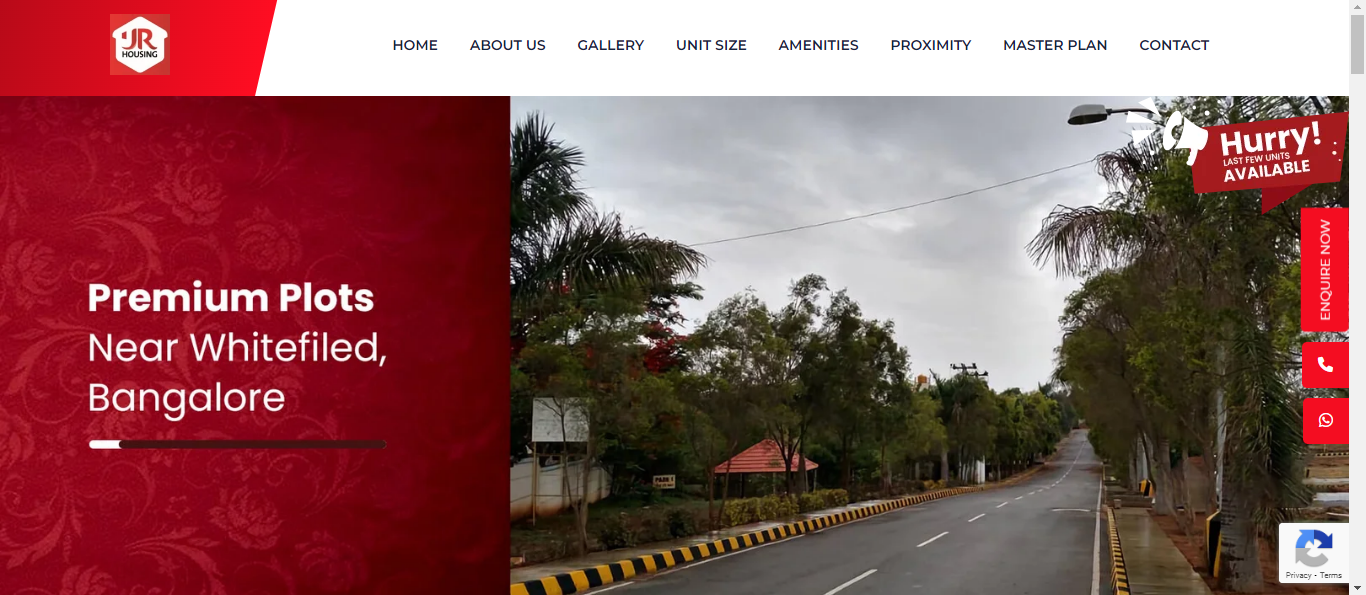 JR
HOUSING
HOME
ABOUT US
GALLERY
UNIT SIZE
AMENITIES
PROXIMITY
MASTER PLAN
CONTACT
Hurry!
LAST FEW UNITS
AVAILABLE
ENQUIRE NOW
Premium Plots
Near Whitefiled,
Bangalore
PARK 1
Privacy - Terms